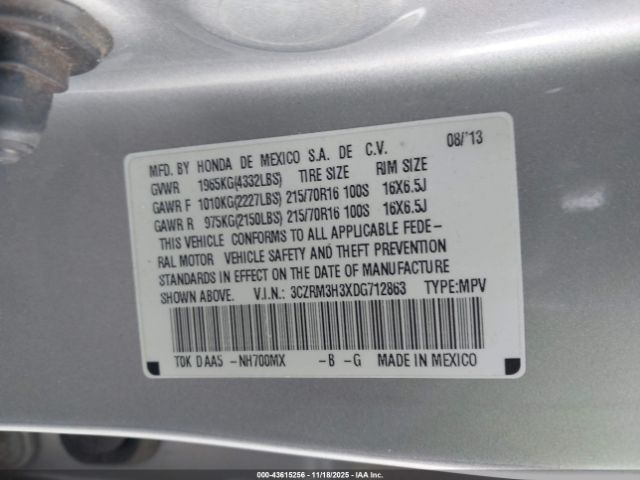 MFD. BY HONDA DE MEXICO S.A. DE C.V. 08/'13
GVWR 1965KG(4332LBS) TIRE SIZE RIM SIZE
GAWR F 1010KG(2227LBS) 215/70R16 100S 16X6.5J
GAWR R 975KG(2150LBS) 215/70R16 100S 16X6.5J
THIS VEHICLE CONFORMS TO ALL APPLICABLE FEDE-
RAL MOTOR VEHICLE SAFETY AND THEFT PREVENTION
STANDARDS IN EFFECT ON THE DATE OF MANUFACTURE
SHOWN ABOVE. V.I.N.: 3CZRM3H3XDG712863 TYPE:MPV
T0K D AA5 -NH700MX -B -G MADE IN MEXICO
000-43615256 - 11/18/2025 - IAAI.com